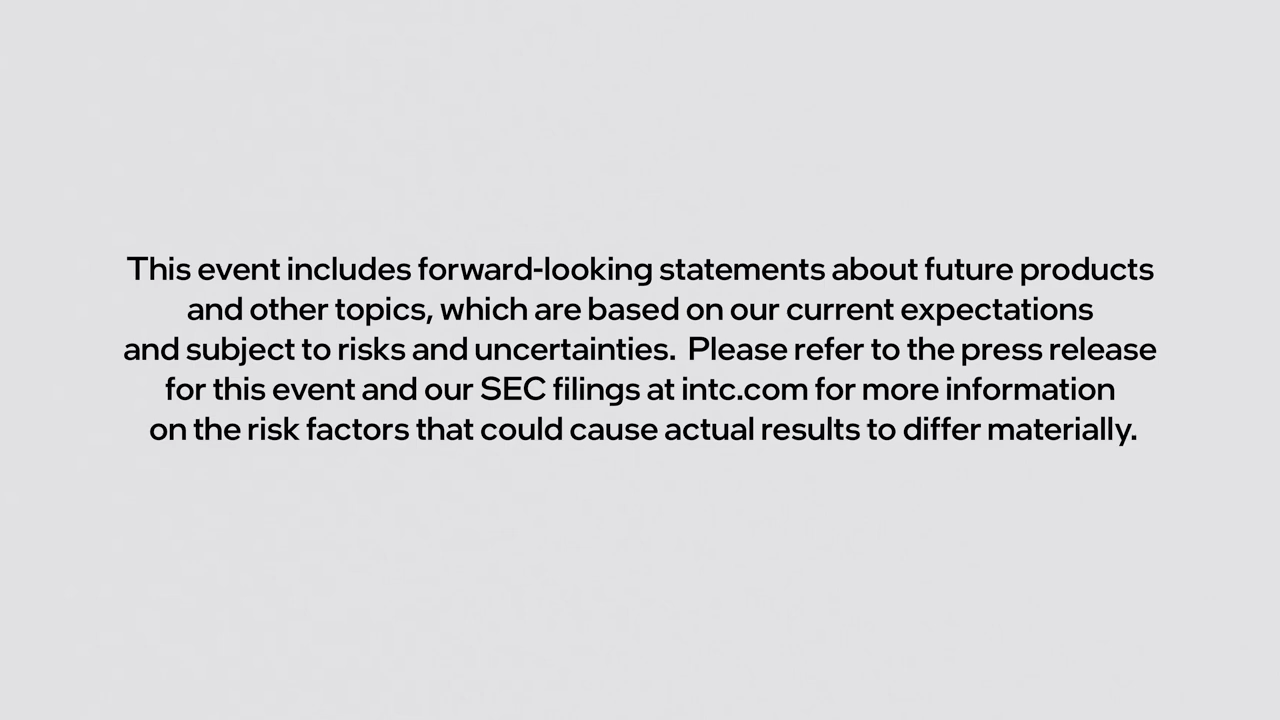 This event includes forward-looking statements about future products
and other topics, which are based on our current expectations
and subject to risks and uncertainties.  Please refer to the press release
for this event and our SEC filings at intc.com for more information
on the risk factors that could cause actual results to differ materially.